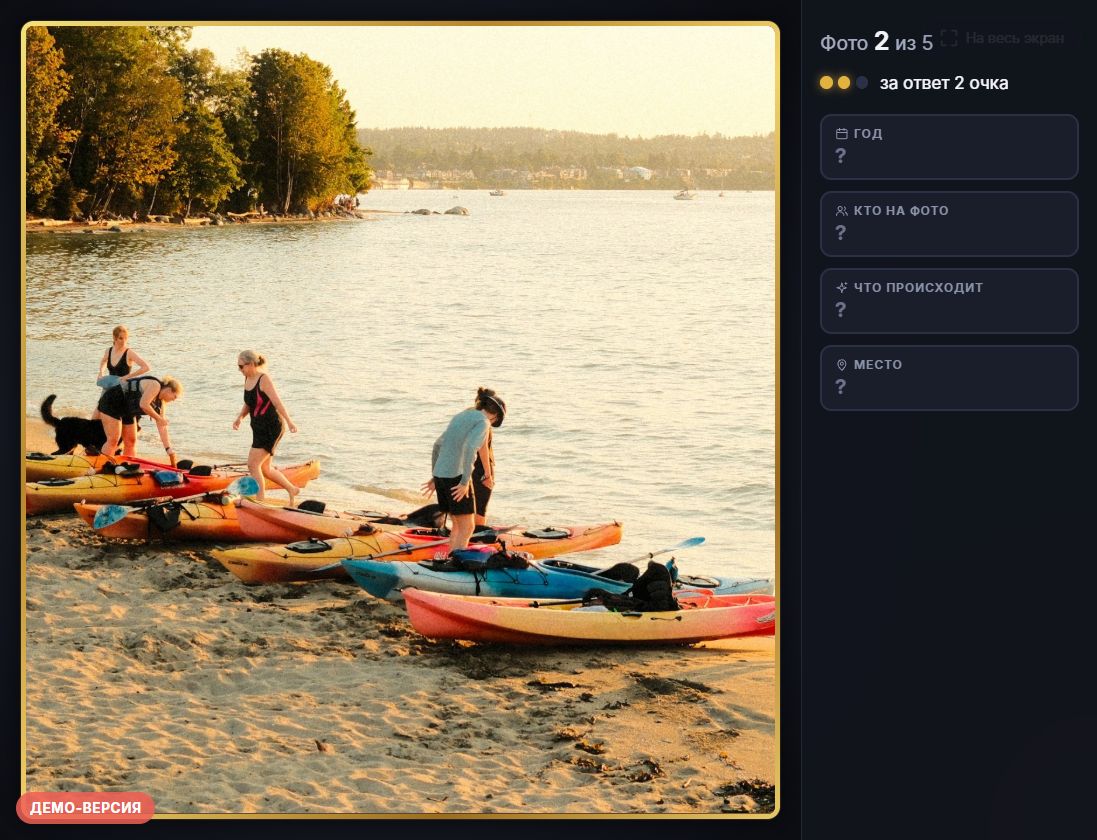 Фото 2 из 5
На весь экран
за ответ 2 очка
ГОД
?
КТО НА ФОТО
?
ЧТО ПРОИСХОДИТ
?
МЕСТО
?
ДЕМО-ВЕРСИЯ